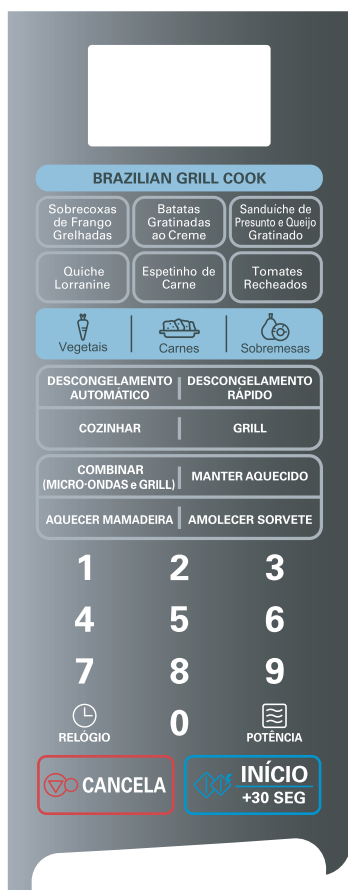 BRAZILIAN GRILL COOK
Sobrecoxas
de Frango
Grelhadas
Batatas
Gratinadas
ao Creme
Sanduíche de
Presunto e Queijo
Gratinado
Quiche
Lorranine
Espetinho de
Carne
Tomates
Recheados
Vegetais
Carnes
Sobremesas
DESCONGELAMENTO
AUTOMÁTICO
DESCONGELAMENTO
RÁPIDO
COZINHAR
GRILL
COMBINAR
(MICRO-ONDAS e GRILL)
MANTER AQUECIDO
AQUECER MAMADEIRA
AMOLECER SORVETE
1 2 3
4 5 6
7 8 9
RELÓGIO
0
POTÊNCIA
CANCELA
INÍCIO
+30 SEG